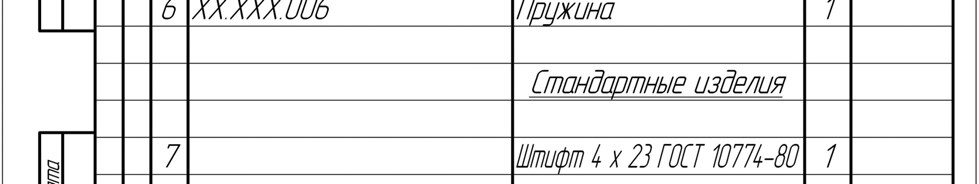 6 XX.XXX.006 Пружина 1
Стандартные изделия
7 Штифт 4 x 23 ГОСТ 10774-80 1